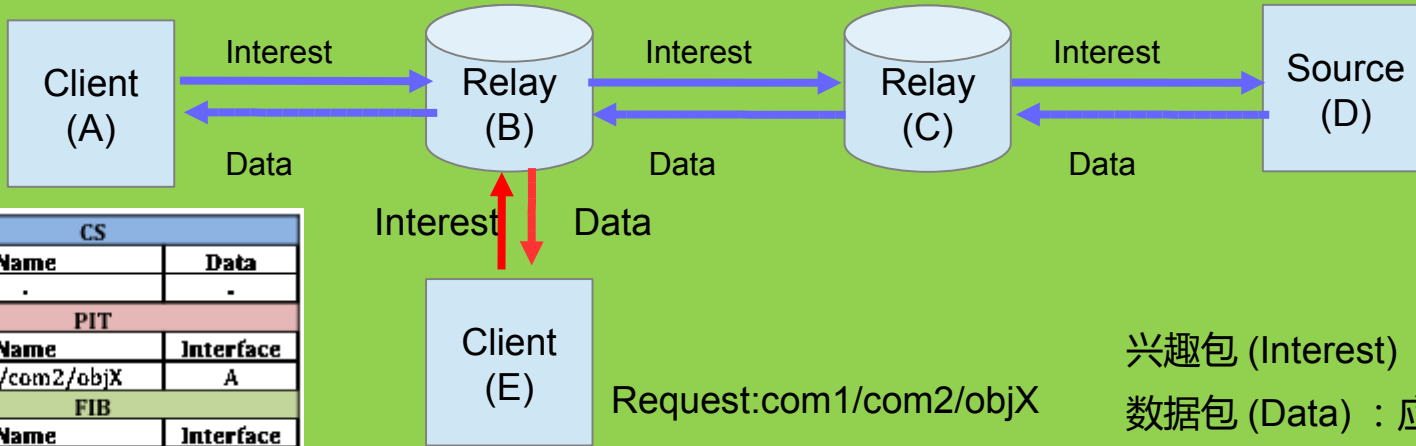 Interest
Interest
Interest
Client
(A)
Relay
(B)
Relay
(C)
Source
(D)
Data
Data
Data
Interest
Data
CS
Name
Data
.
-
PIT
Name
Interface
/com2/objX
A
FIB
Name
Interface
Client
(E)
Request:com1/com2/objX
兴趣包 (Interest)
数据包 (Data) :